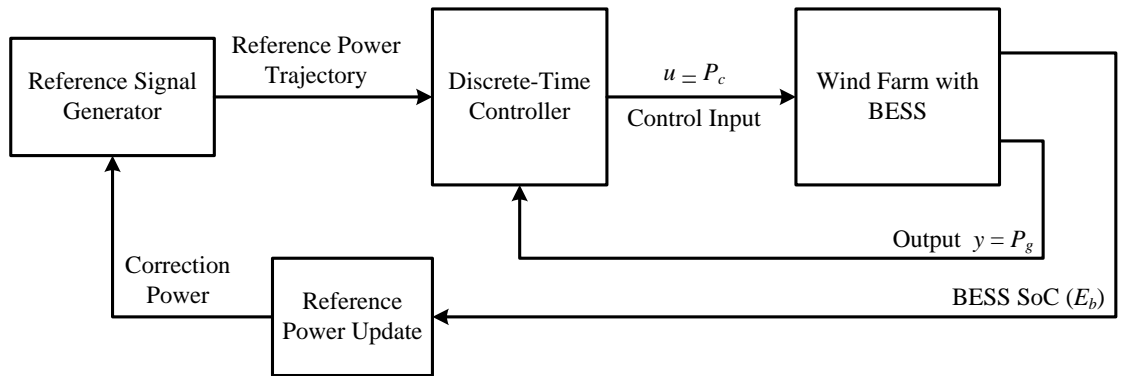 Reference Signal
Generator
Reference Power
Trajectory
Discrete-Time
Controller
u = P_c
Control Input
Wind Farm with
BESS
Output y = P_g
BESS SoC (E_b)
Reference
Power Update
Correction
Power